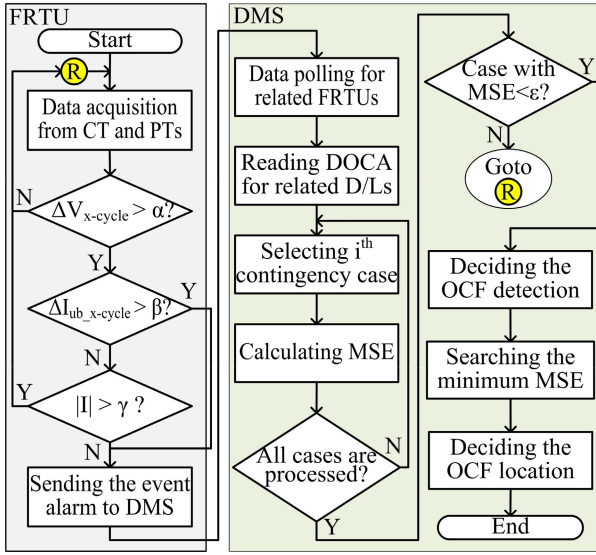 FRTU
Start
R
Data acquisition
from CT and PTs
N
ΔVx-cycle > α?
Y
ΔIub_x-cycle > β?
Y
N
Y
|I| > γ ?
N
Sending the event
alarm to DMS
DMS
Data polling for
related FRTUs
Reading DOCA
for related D/Ls
Selecting ith
contingency case
Calculating MSE
All cases are
processed?
N
Y
Case with
MSE<ε?
Y
N
Goto
R
Deciding the
OCF detection
Searching the
minimum MSE
Deciding the
OCF location
End